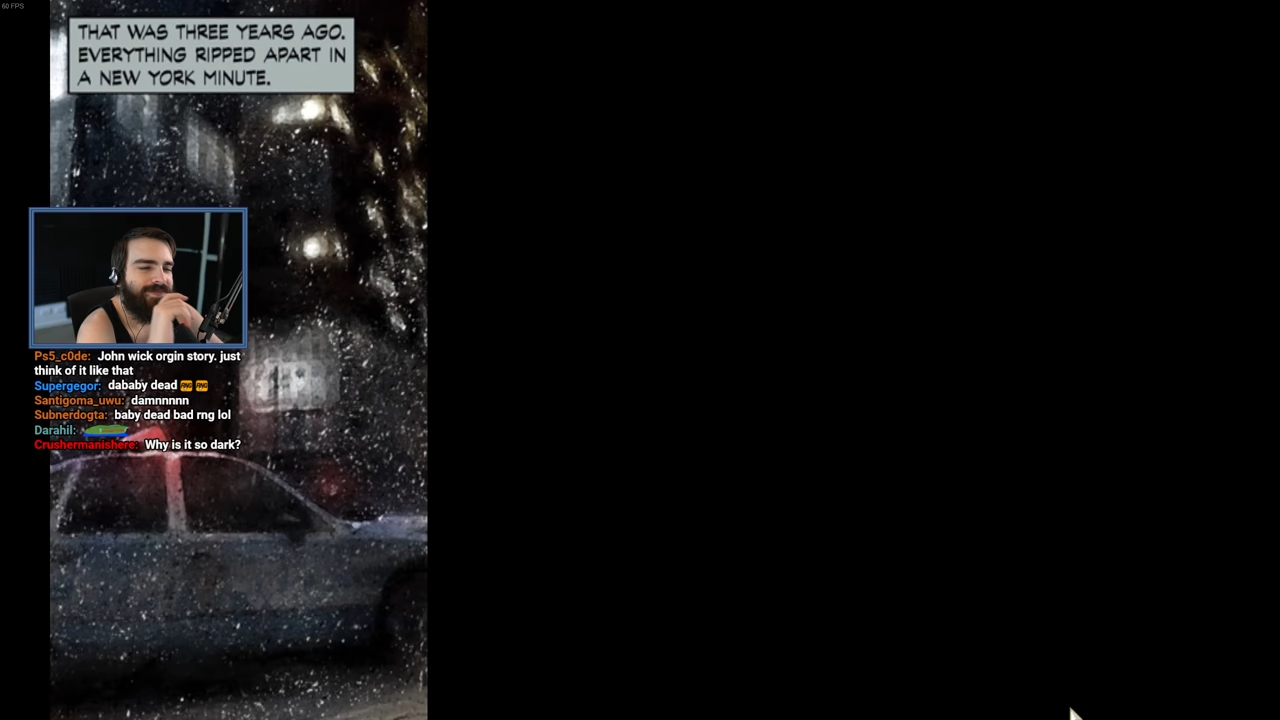 60 FPS
THAT WAS THREE YEARS AGO.
EVERYTHING RIPPED APART IN
A NEW YORK MINUTE.
Ps5_c0de: John wick orgin story. just
think of it like that
Supergegor: dababy dead
Santigoma_uwu: damnnnnn
Subnerdogta: baby dead bad rng lol
Darahil:
Crushermanishere: Why is it so dark?